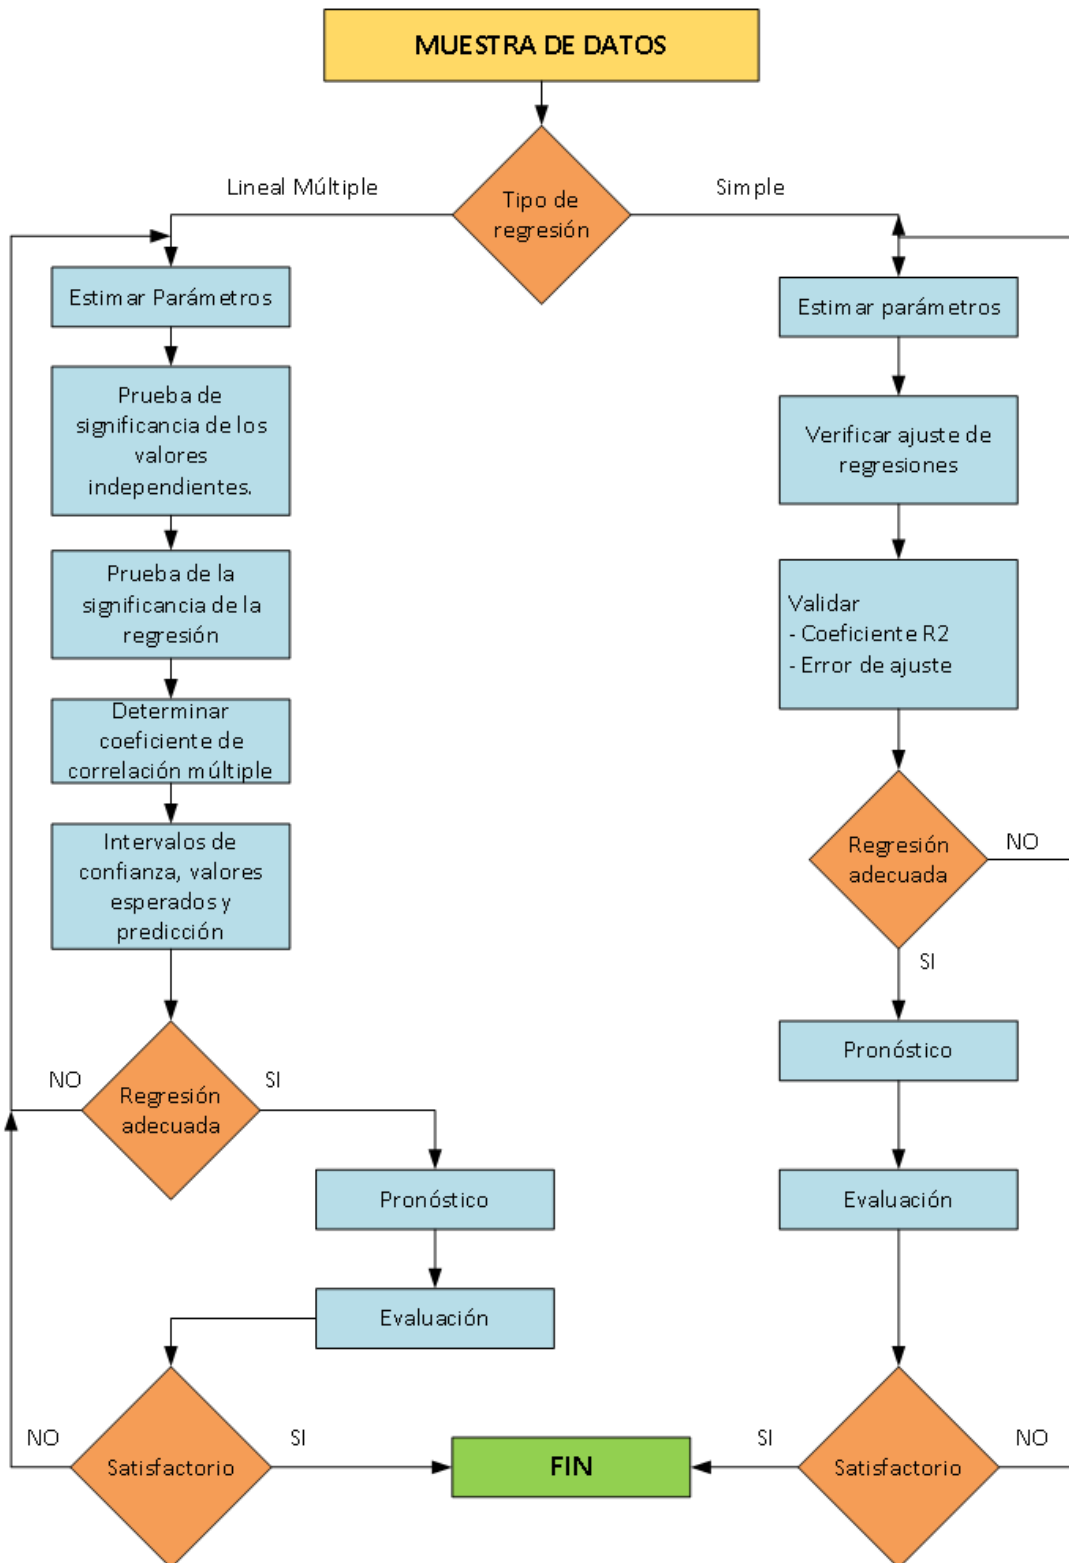 MUESTRA DE DATOS
Tipo de
regresión
Lineal Múltiple
Simple
Estimar Parámetros
Prueba de
significancia de los
valores
independientes.
Prueba de la
significancia de la
regresión
Determinar
coeficiente de
correlación múltiple
Intervalos de
confianza, valores
esperados y
predicción
Regresión
adecuada
NO
SI
Pronóstico
Evaluación
Satisfactorio
NO
SI
Estimar parámetros
Verificar ajuste de
regresiones
Validar
- Coeficiente R2
- Error de ajuste
Regresión
adecuada
NO
SI
Pronóstico
Evaluación
Satisfactorio
SI
NO
FIN